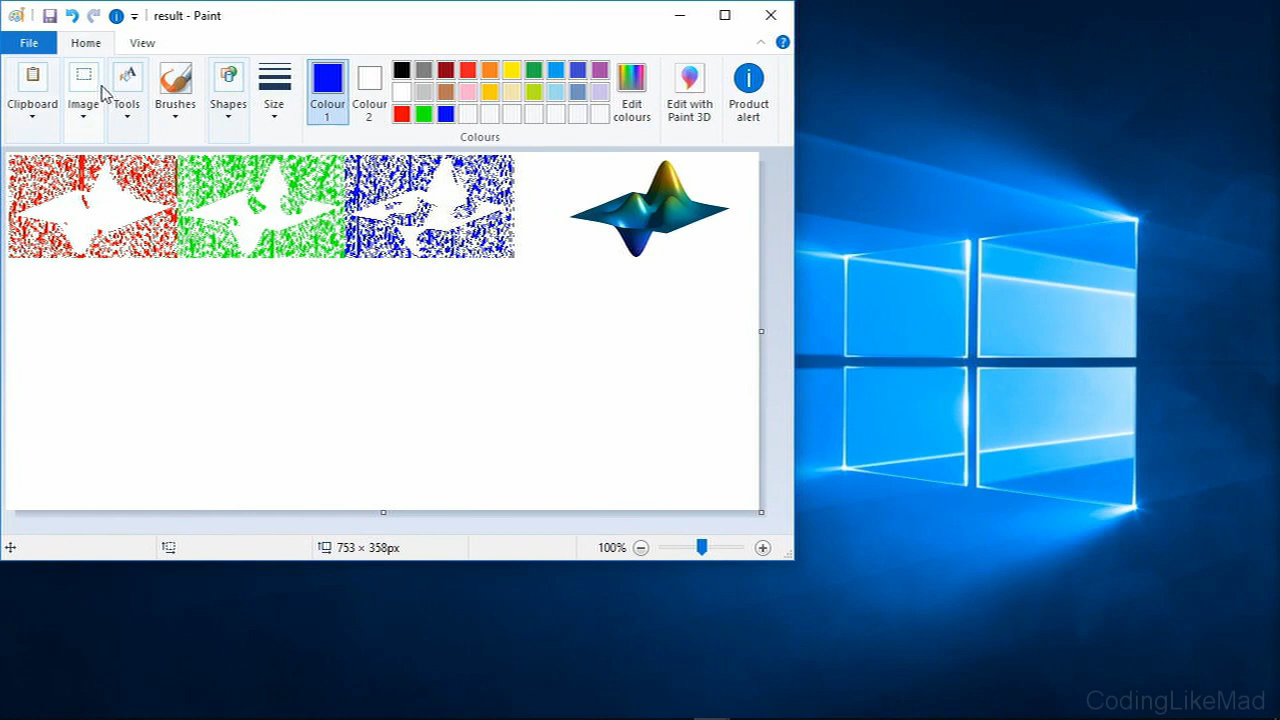 result - Paint
File
Home
View
Clipboard
Image
Tools
Brushes
Shapes
Size
Colour
1
Colour
2
Edit
colours
Edit with
Paint 3D
Product
alert
Colours
753 × 358px
100%
CodingLikeMad